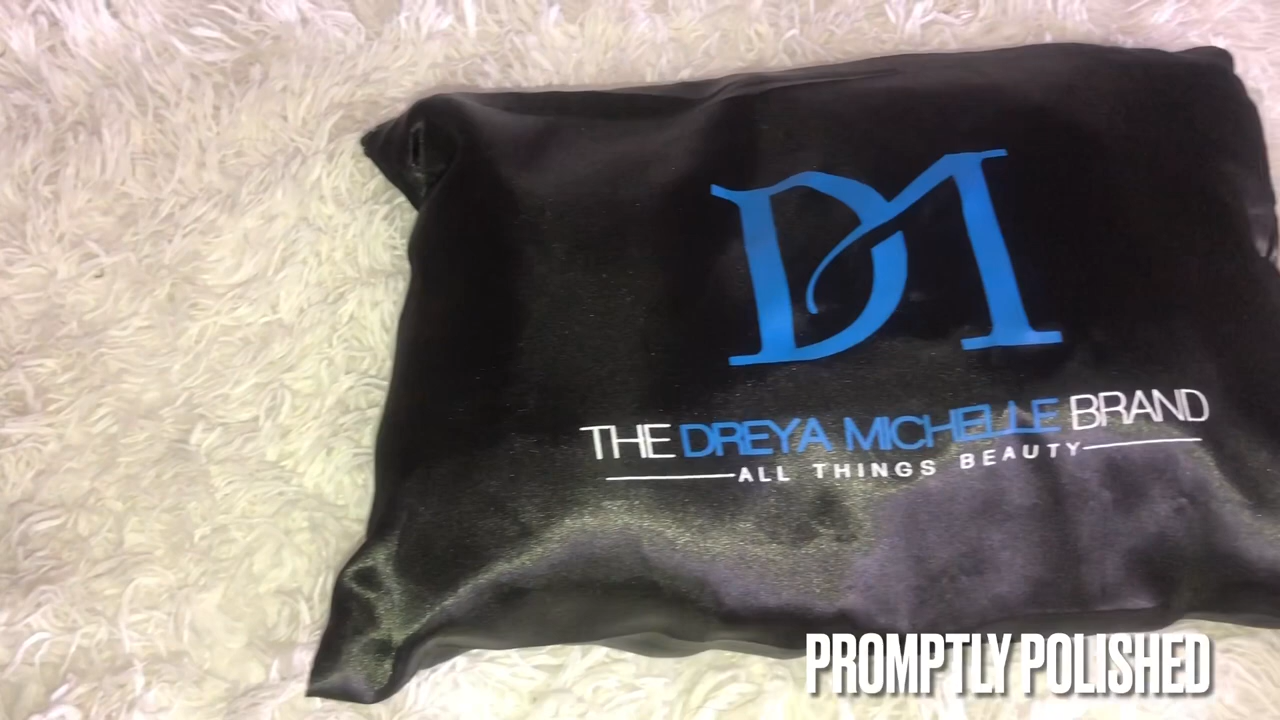 DM
THE DREYA MICHELLE BRAND
ALL THINGS BEAUTY
PROMPTLY POLISHED